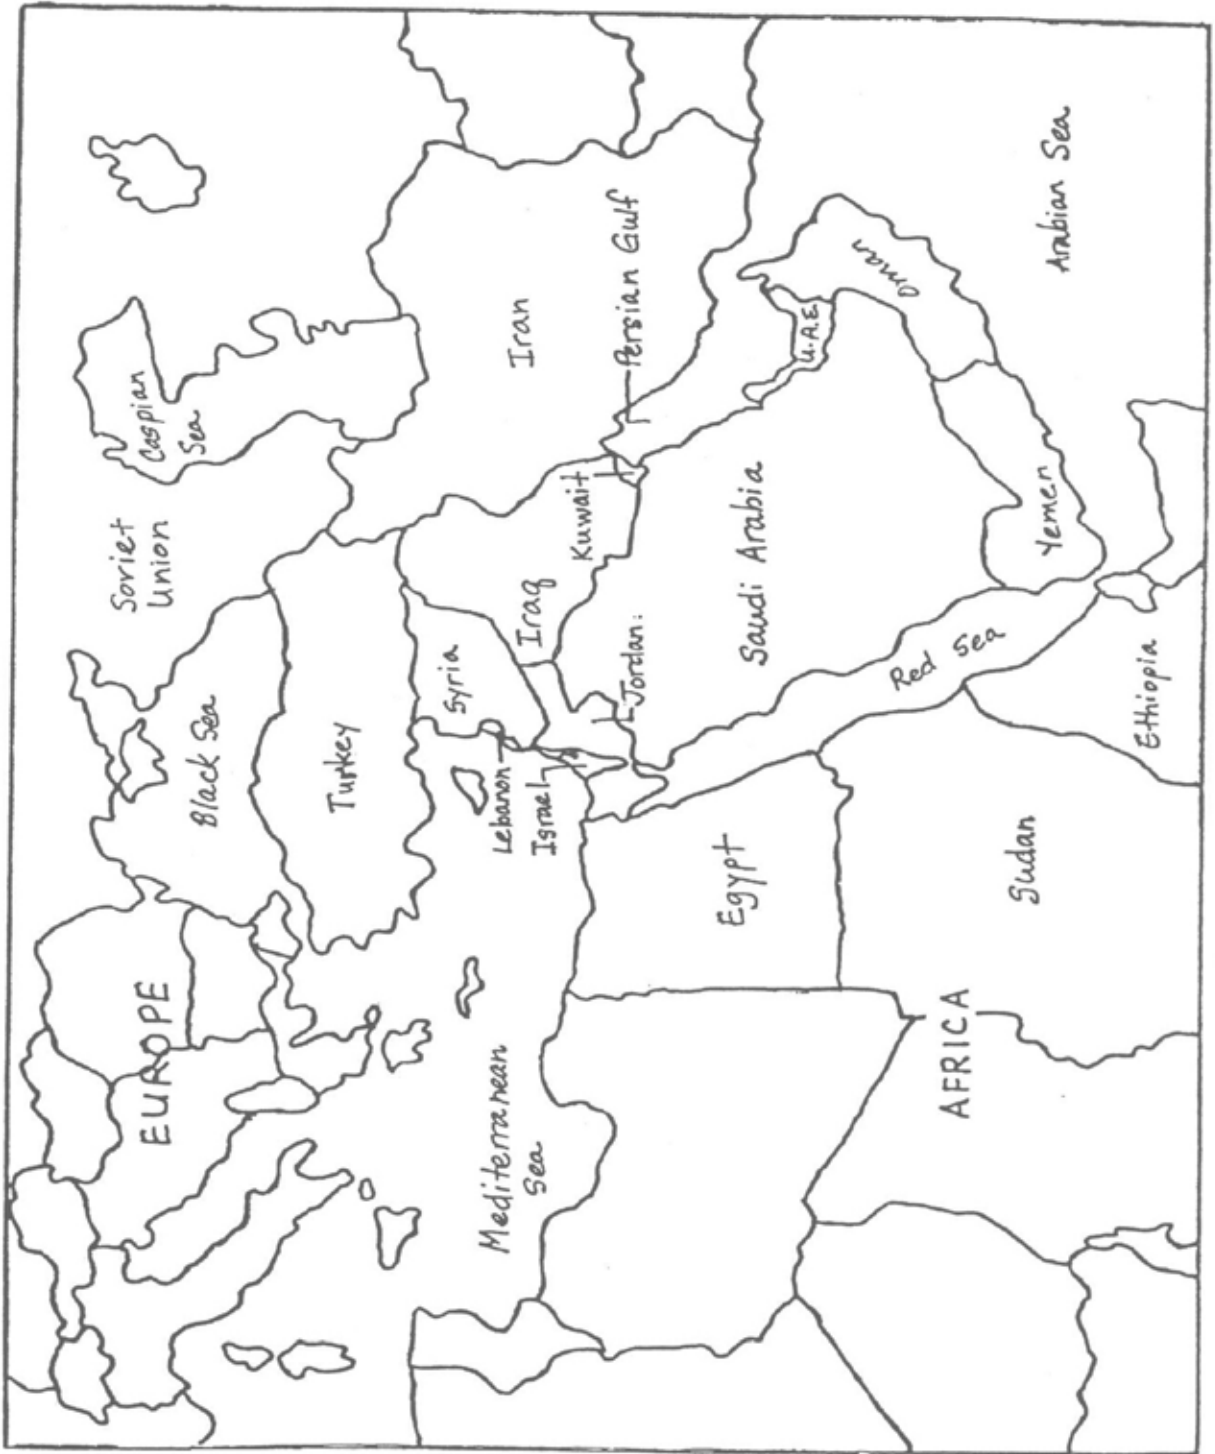 EUROPE
Soviet
Union
Caspian
Sea
Black Sea
Turkey
Mediterranean
Sea
Syria
Lebanon
Israel
Iraq
Iran
Kuwait
Persian Gulf
Jordan
Saudi Arabia
U.A.E.
Oman
Yemen
Arabian Sea
Red Sea
Egypt
Sudan
Ethiopia
AFRICA